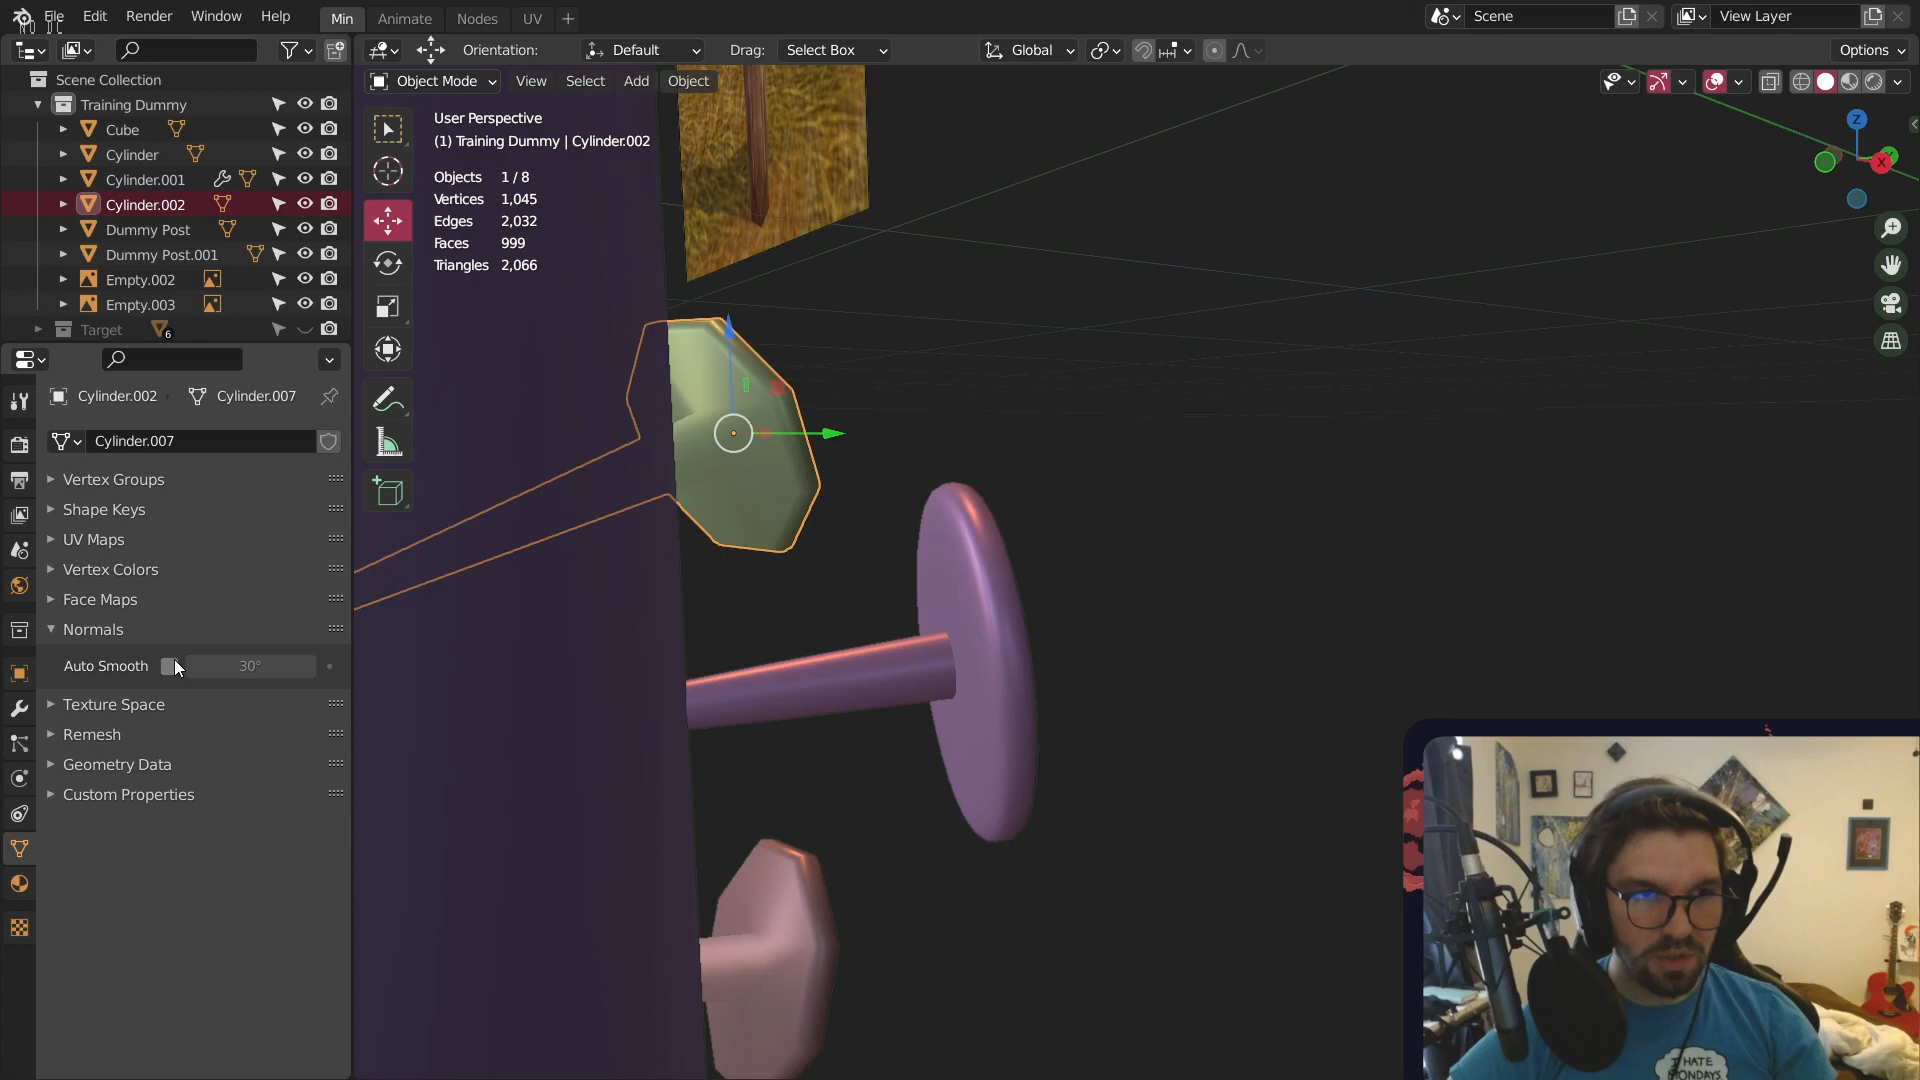 File Edit Render Window Help Min Animate Nodes UV + Scene View Layer
Orientation: Default Drag: Select Box Global Options
Object Mode View Select Add Object
Scene Collection
Training Dummy
Cube
Cylinder
Cylinder.001
Cylinder.002
Dummy Post
Dummy Post.001
Empty.002
Empty.003
Target 6
User Perspective
(1) Training Dummy | Cylinder.002
Objects 1 / 8
Vertices 1,045
Edges 2,032
Faces 999
Triangles 2,066
Z
X
Cylinder.002 Cylinder.007
Cylinder.007
Vertex Groups
Shape Keys
UV Maps
Vertex Colors
Face Maps
Normals
Auto Smooth 30°
Texture Space
Remesh
Geometry Data
Custom Properties
I HATE
MONDAYS